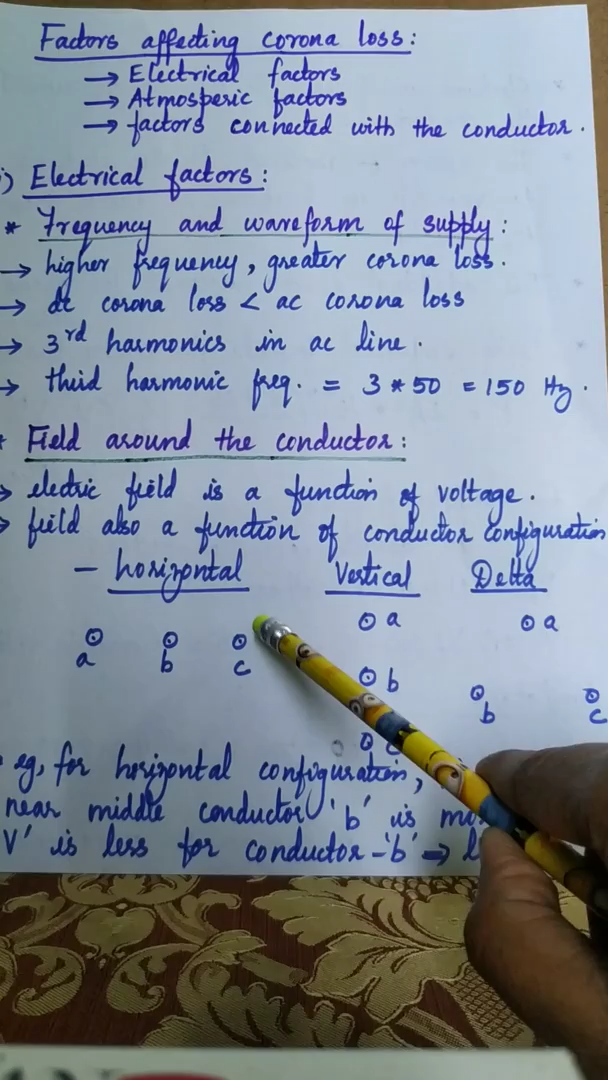 Factors affecting corona loss:
→ Electrical factors
→ Atmosperic factors
→ factors connected with the conductor.
i) Electrical factors:
* Frequency and waveform of supply:
→ higher frequency, greater corona loss.
→ dc corona loss < ac corona loss
→ 3rd harmonics in ac line.
→ third harmonic freq. = 3 * 50 = 150 Hz.
* Field around the conductor:
→ electric field is a function of voltage.
→ field also a function of conductor configuration
- horizontal Vertical Delta
a b c
a
b
c
a
b c
eg, for horizontal configuration,
near middle conductor 'b' is
V' is less for conductor - 'b' →